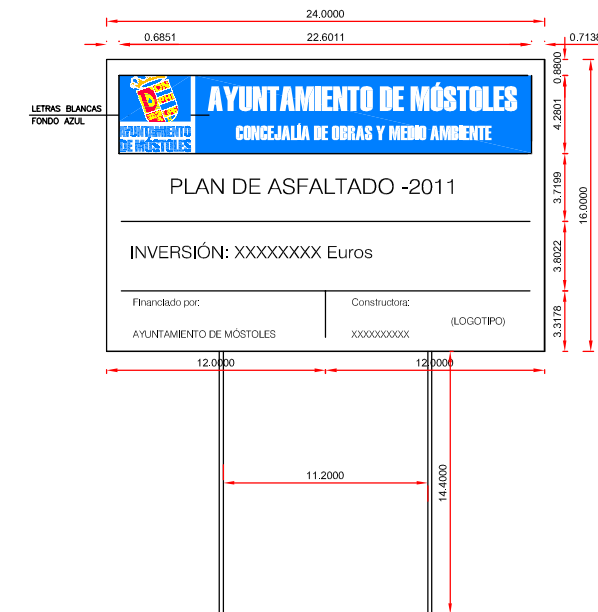 24.0000
0.6851 22.6011 0.7138
0.8800
AYUNTAMIENTO DE MÓSTOLES
4.2801
LETRAS BLANCAS
FONDO AZUL
AYUNTAMIENTO
DE MÓSTOLES
CONCEJALÍA DE OBRAS Y MEDIO AMBIENTE
PLAN DE ASFALTADO -2011
3.7199
16.0000
INVERSIÓN: XXXXXXXX Euros
3.8022
Financiado por:
Constructora:
(LOGOTIPO)
AYUNTAMIENTO DE MÓSTOLES
XXXXXXXXXX
3.3178
12.0000 12.0000
11.2000
14.4000